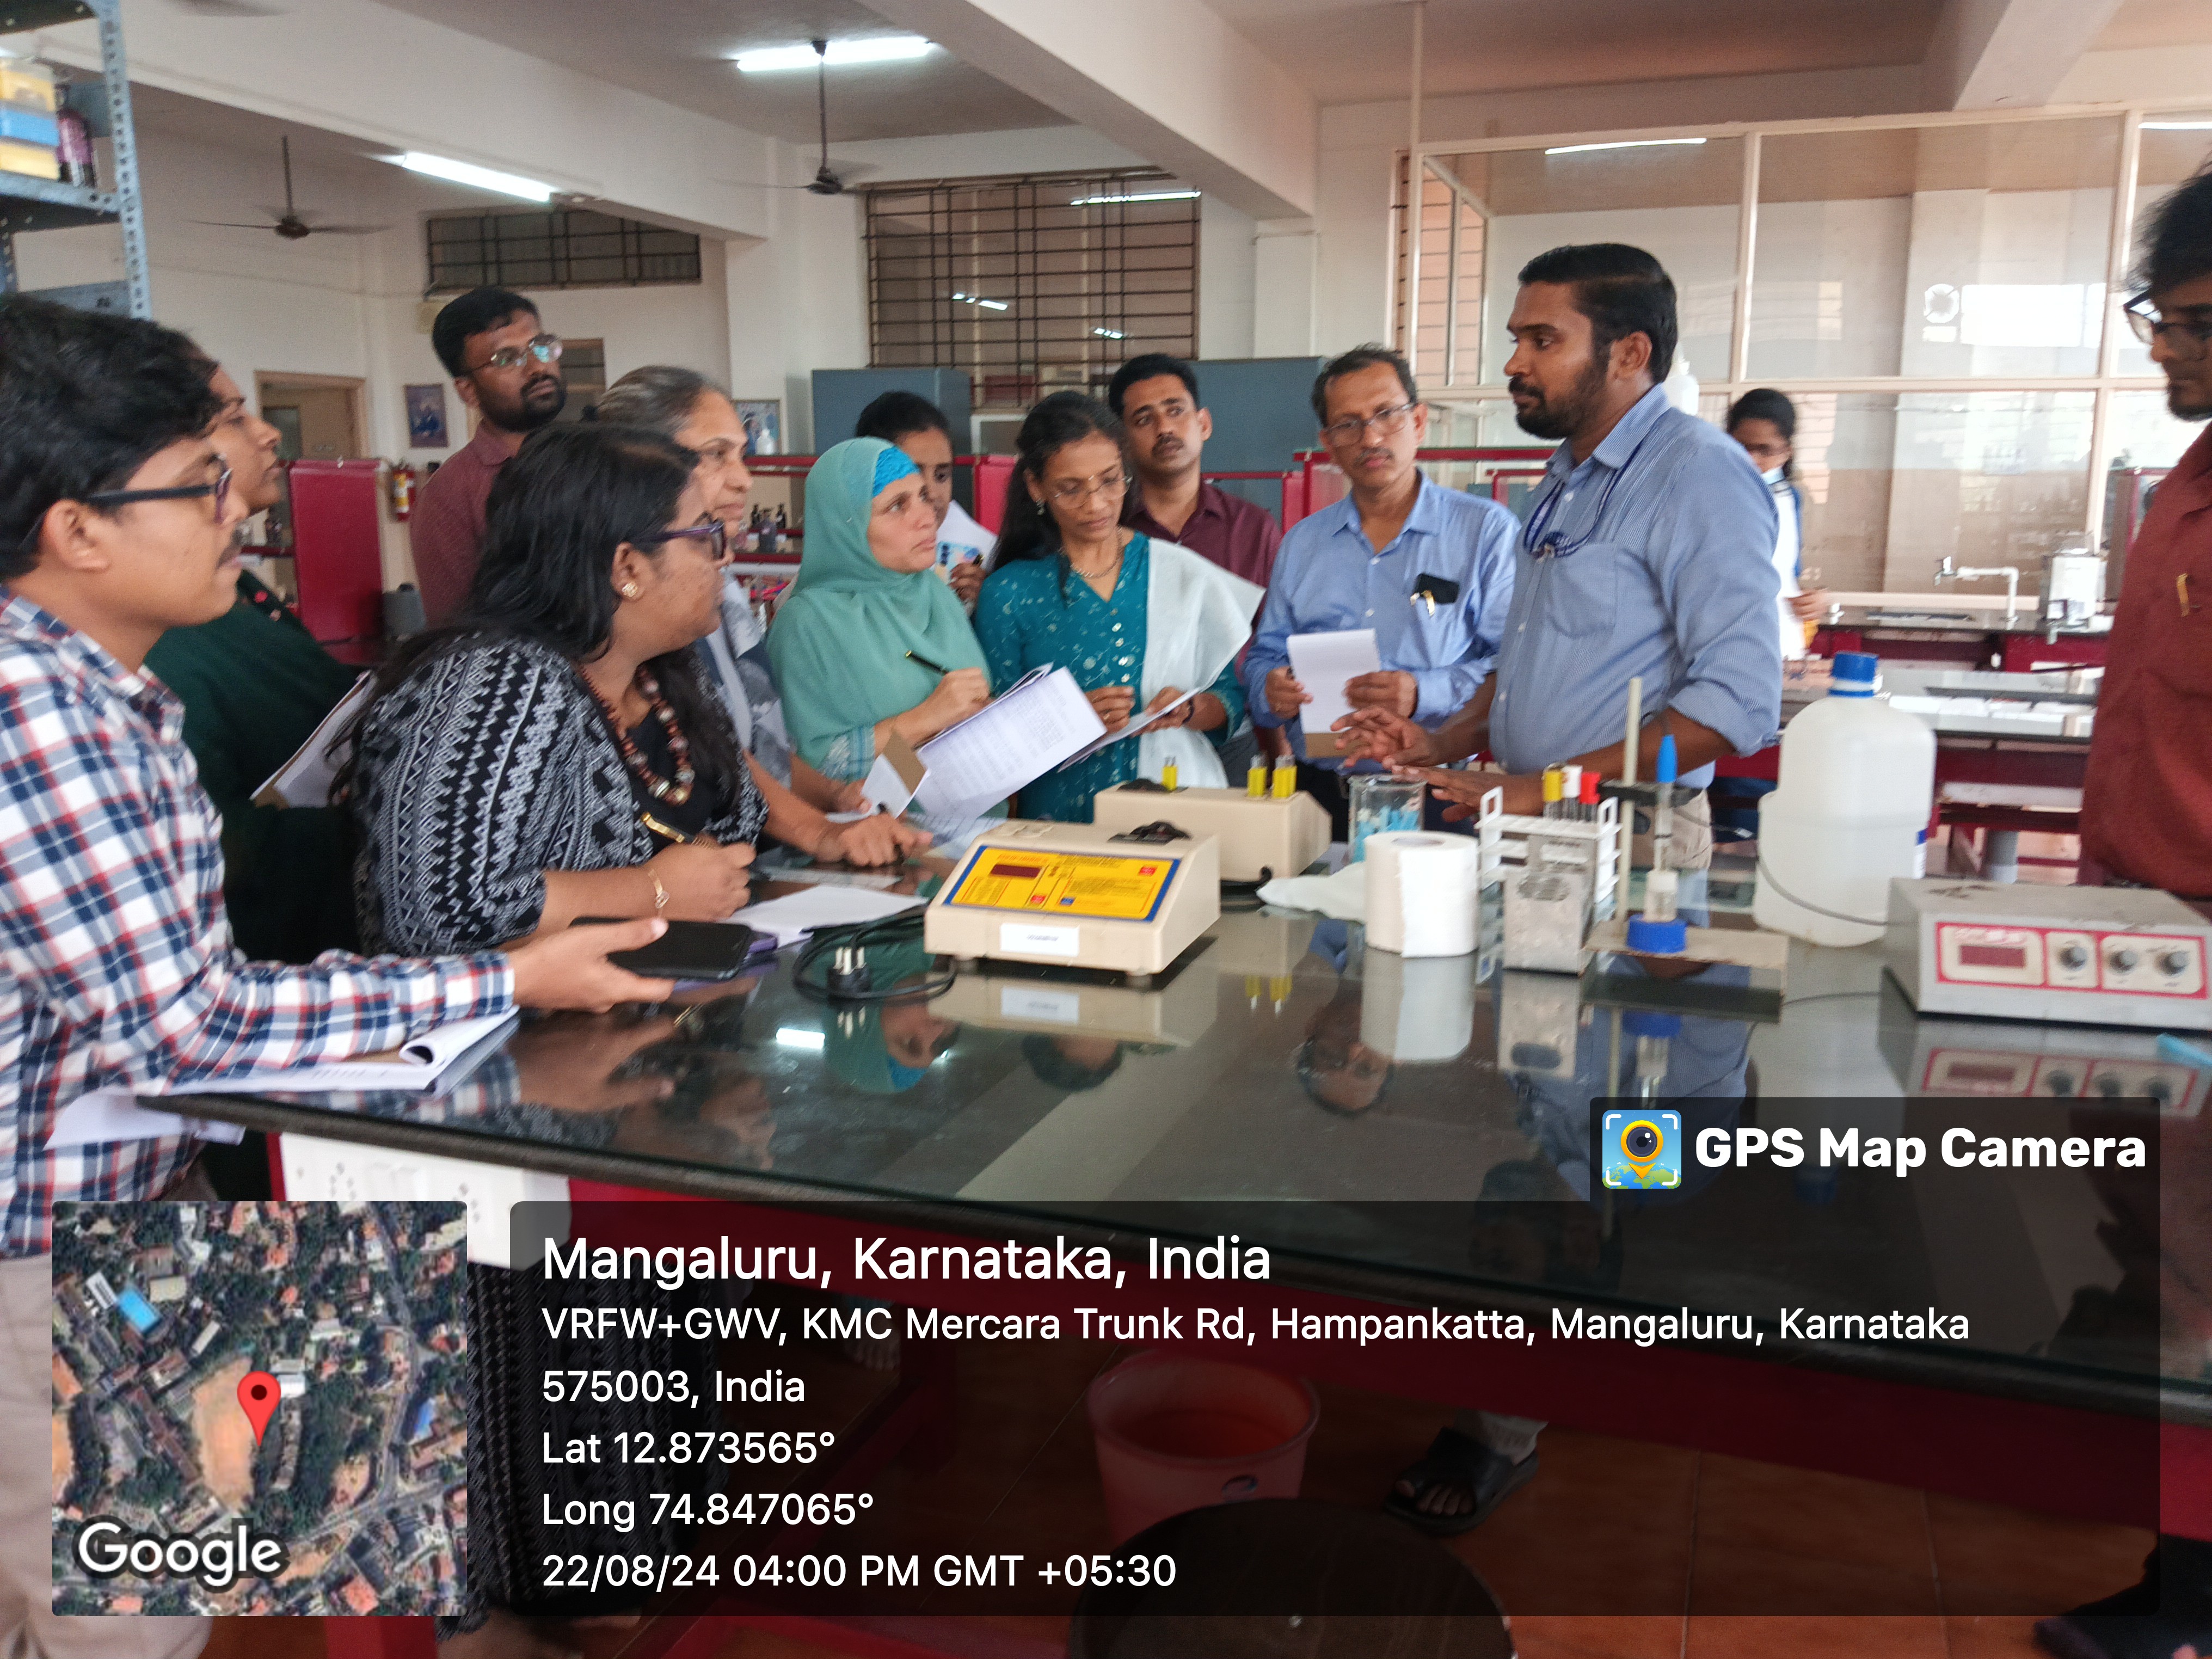 GPS Map Camera
Mangaluru, Karnataka, India
VRFW+GWV, KMC Mercara Trunk Rd, Hampankatta, Mangaluru, Karnataka
575003, India
Lat 12.873565°
Long 74.847065°
22/08/24 04:00 PM GMT +05:30
Google